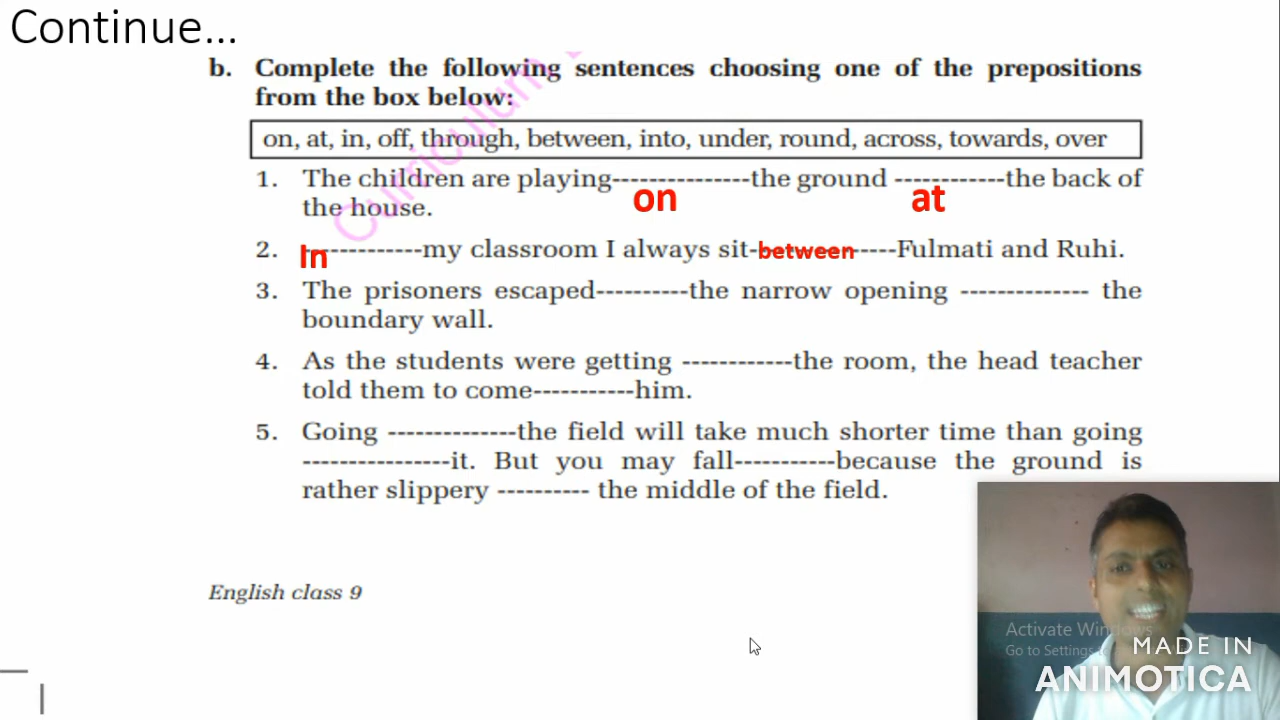 Continue...
b. Complete the following sentences choosing one of the prepositions
from the box below:
on, at, in, off, through, between, into, under, round, across, towards, over
1. The children are playing---------------the ground ------------the back of
on at
the house.
2. In------------my classroom I always sit-between-----Fulmati and Ruhi.
3. The prisoners escaped----------the narrow opening -------------- the
boundary wall.
4. As the students were getting ------------the room, the head teacher
told them to come-----------him.
5. Going --------------the field will take much shorter time than going
----------------it. But you may fall-----------because the ground is
rather slippery ---------- the middle of the field.
English class 9
Activate Windows
Go to Settings
MADE IN
ANIMOTICA
Curriculum